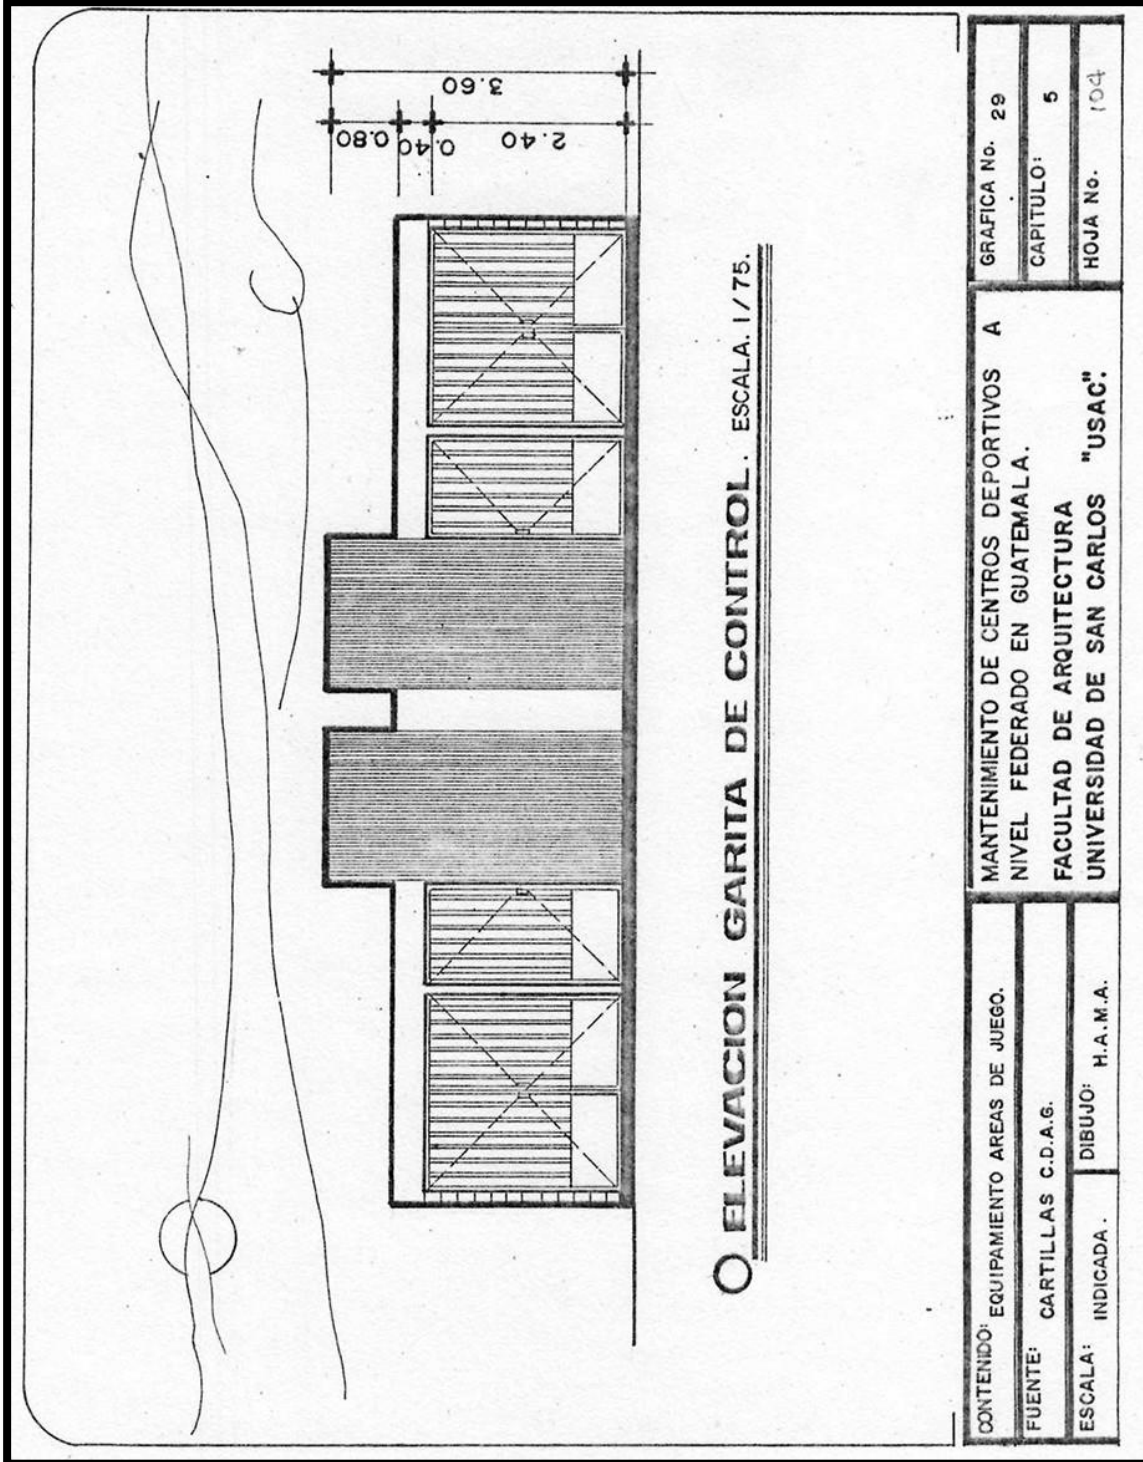 3.60
0.80
0.40
2.40
ELEVACION GARITA DE CONTROL. ESCALA. 1/75.
CONTENIDO: EQUIPAMIENTO AREAS DE JUEGO.
FUENTE: CARTILLAS C.D.A.G.
ESCALA: INDICADA. DIBUJO: H.A.M.A.
MANTENIMIENTO DE CENTROS DEPORTIVOS A
NIVEL FEDERADO EN GUATEMALA.
FACULTAD DE ARQUITECTURA
UNIVERSIDAD DE SAN CARLOS "USAC".
GRAFICA No. 29
CAPITULO: 5
HOJA No. 104